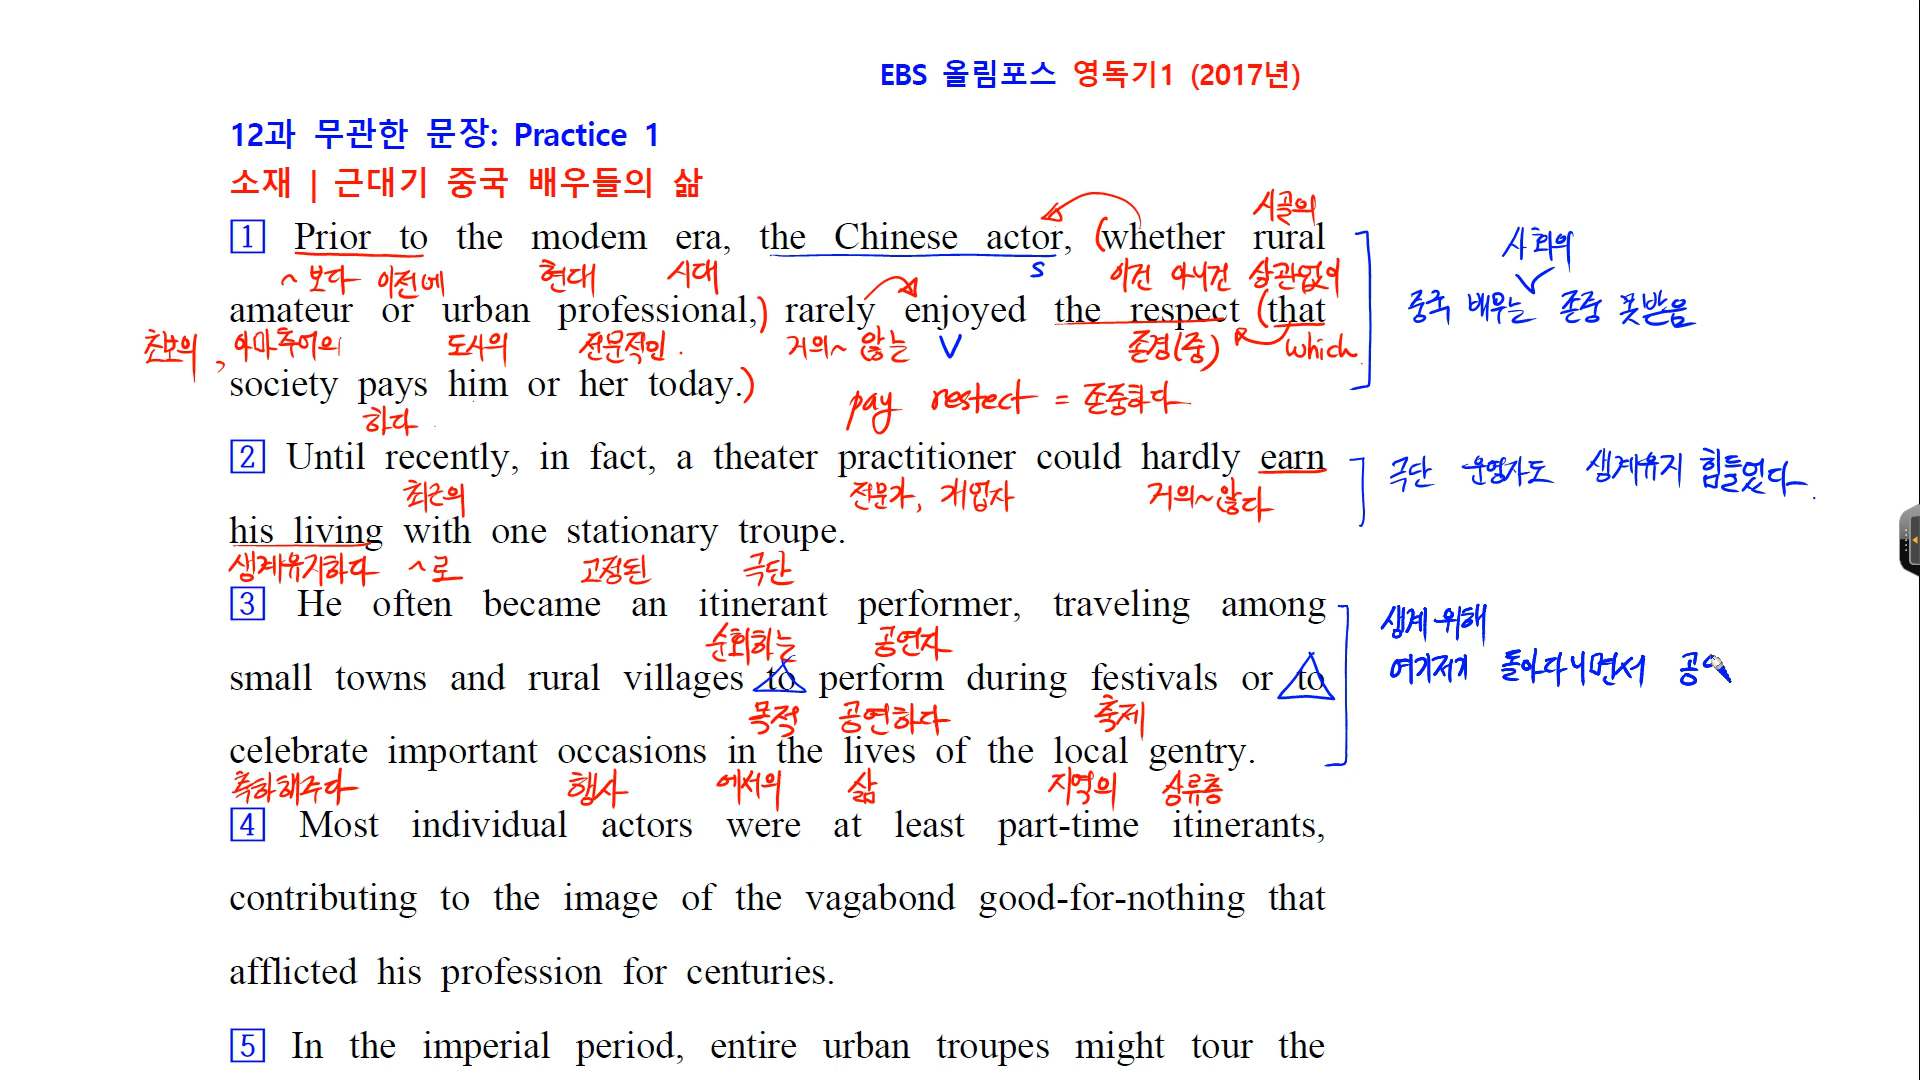 EBS 올림포스 영독기1 (2017년)
12과 무관한 문장: Practice 1
소재 | 근대기 중국 배우들의 삶
시골의
1 Prior to the modem era, the Chinese actor, (whether rural
~ 보다 이전에 현대 시대 s 이건 아니건 상관없이
사회의
중국 배우는 존중 못받음
amateur or urban professional,) rarely enjoyed the respect (that
초보의, 아마추어의 도시의 전문적인. 거의~ 않는 V 존경(중) which
society pays him or her today.)
하다 pay respect = 존중하다
2 Until recently, in fact, a theater practitioner could hardly earn
최근의 전문가, 개업자 거의~않다
극단 운영자도 생계유지 힘들었다.
his living with one stationary troupe.
생계유지하다 ~로 고정된 극단
3 He often became an itinerant performer, traveling among
순회하는 공연자
생계 위해
여기저기 돌아다니면서
small towns and rural villages to perform during festivals or to
목적 공연하다 축제
celebrate important occasions in the lives of the local gentry.
축하해주다 행사 에서의 삶 지역의 상류층
4 Most individual actors were at least part-time itinerants,
contributing to the image of the vagabond good-for-nothing that
afflicted his profession for centuries.
5 In the imperial period, entire urban troupes might tour the